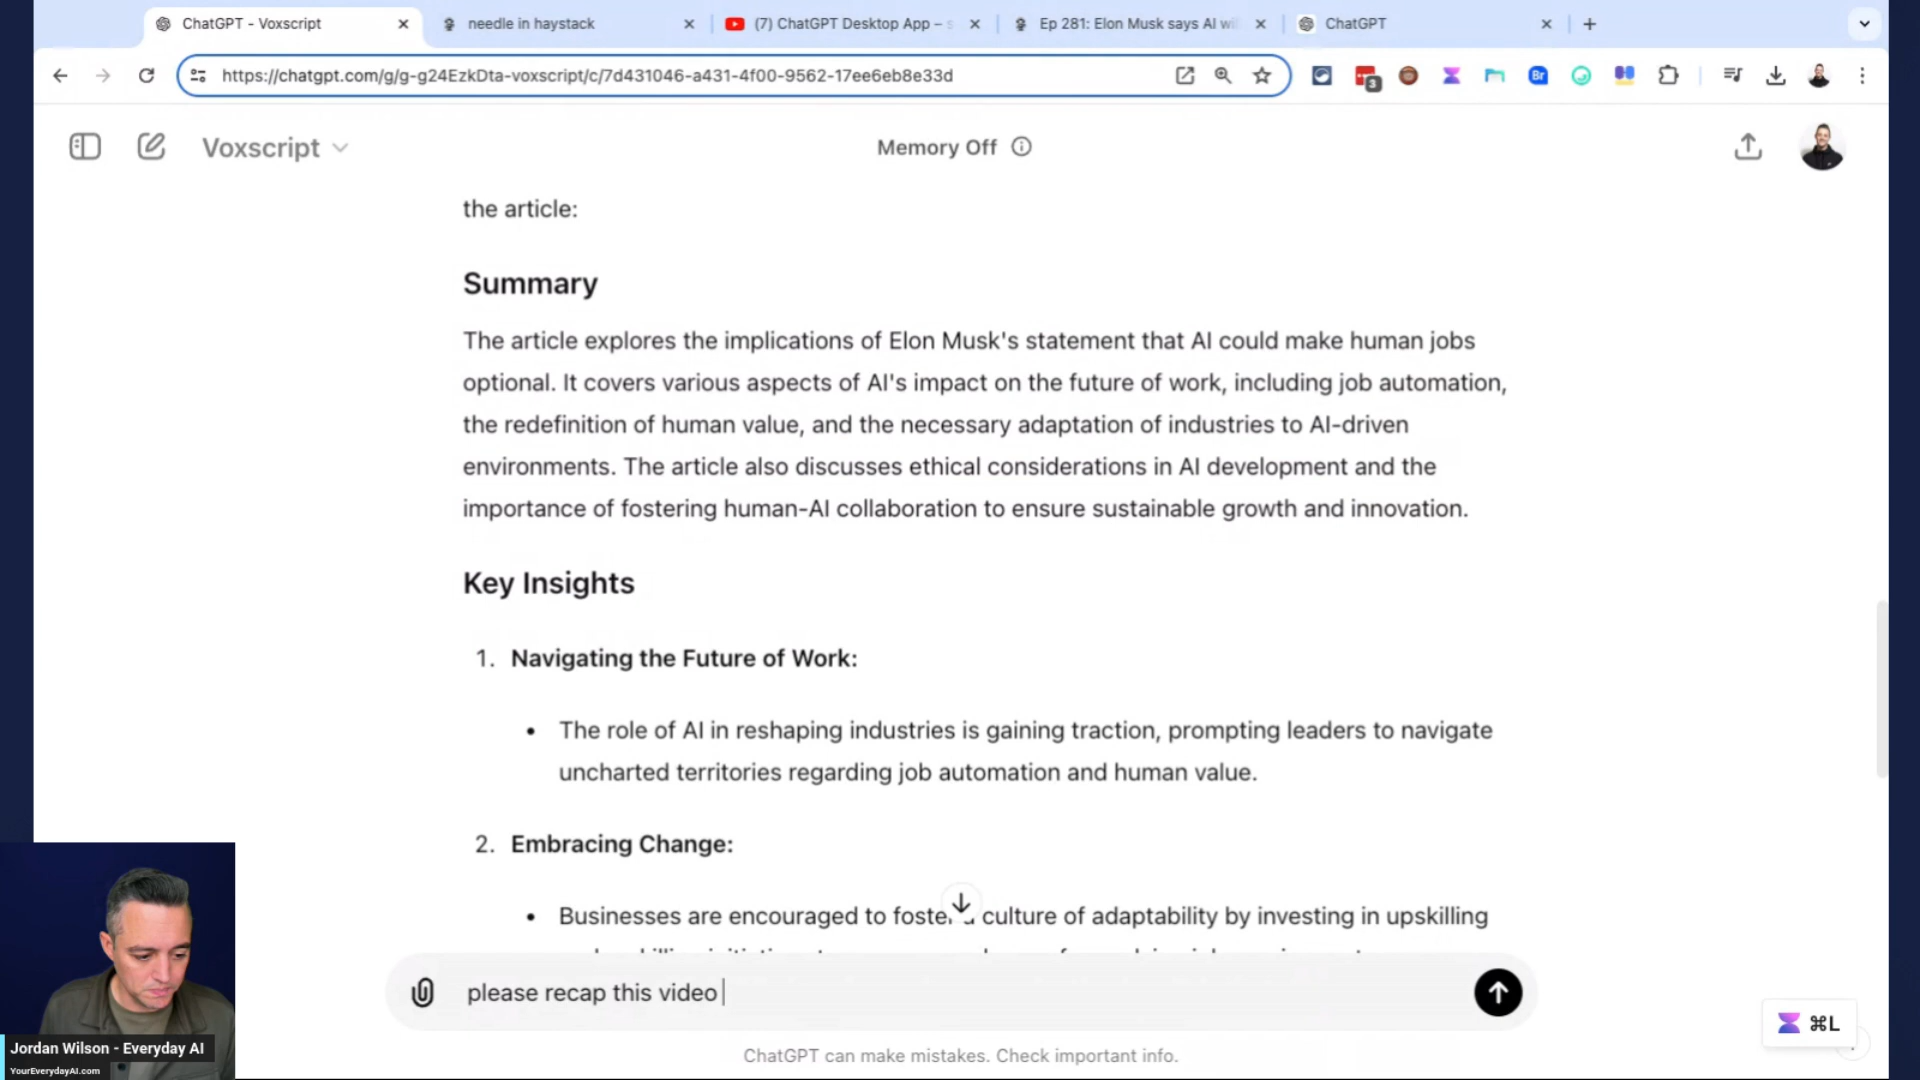 ChatGPT - Voxscript
needle in haystack
(7) ChatGPT Desktop App –
Ep 281: Elon Musk says AI wi
ChatGPT
https://chatgpt.com/g/g-g24EzkDta-voxscript/c/7d431046-a431-4f00-9562-17ee6eb8e33d
3
Br
Voxscript
Memory Off
the article:
Summary
The article explores the implications of Elon Musk's statement that AI could make human jobs
optional. It covers various aspects of AI's impact on the future of work, including job automation,
the redefinition of human value, and the necessary adaptation of industries to AI-driven
environments. The article also discusses ethical considerations in AI development and the
importance of fostering human-AI collaboration to ensure sustainable growth and innovation.
Key Insights
1. Navigating the Future of Work:
• The role of AI in reshaping industries is gaining traction, prompting leaders to navigate
uncharted territories regarding job automation and human value.
2. Embracing Change:
• Businesses are encouraged to foster a culture of adaptability by investing in upskilling
please recap this video
⌘L
ChatGPT can make mistakes. Check important info.
Jordan Wilson - Everyday AI
YourEverydayAI.com